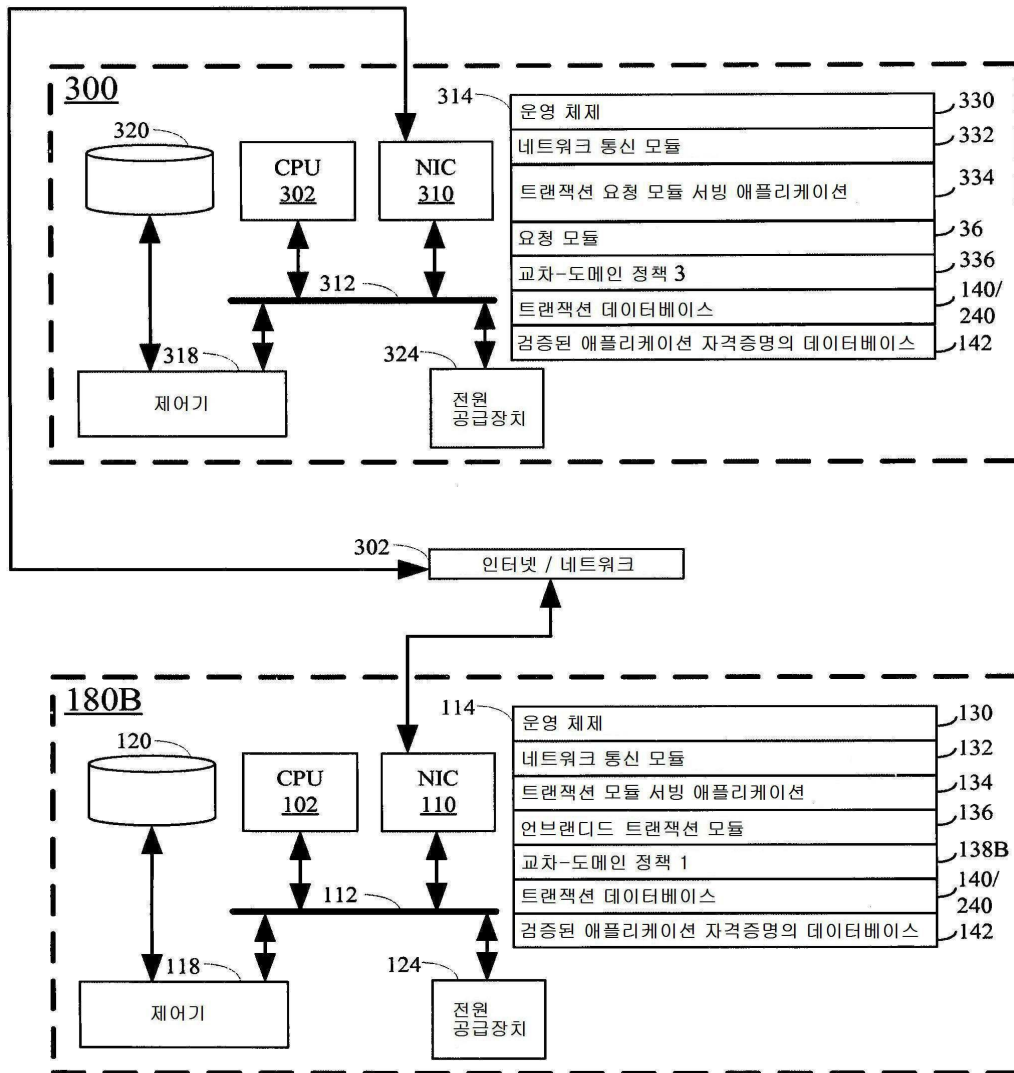 300
320
CPU
302
NIC
310
314
운영 체제
330
네트워크 통신 모듈
332
트랜잭션 요청 모듈 서빙 애플리케이션
334
요청 모듈
36
교차-도메인 정책 3
336
트랜잭션 데이터베이스
140/
240
검증된 애플리케이션 자격증명의 데이터베이스
142
312
318
제어기
324
전원
공급장치
302
인터넷 / 네트워크
180B
120
CPU
102
NIC
110
114
운영 체제
130
네트워크 통신 모듈
132
트랜잭션 모듈 서빙 애플리케이션
134
언브랜디드 트랜잭션 모듈
136
교차-도메인 정책 1
138B
트랜잭션 데이터베이스
140/
240
검증된 애플리케이션 자격증명의 데이터베이스
142
112
118
제어기
124
전원
공급장치